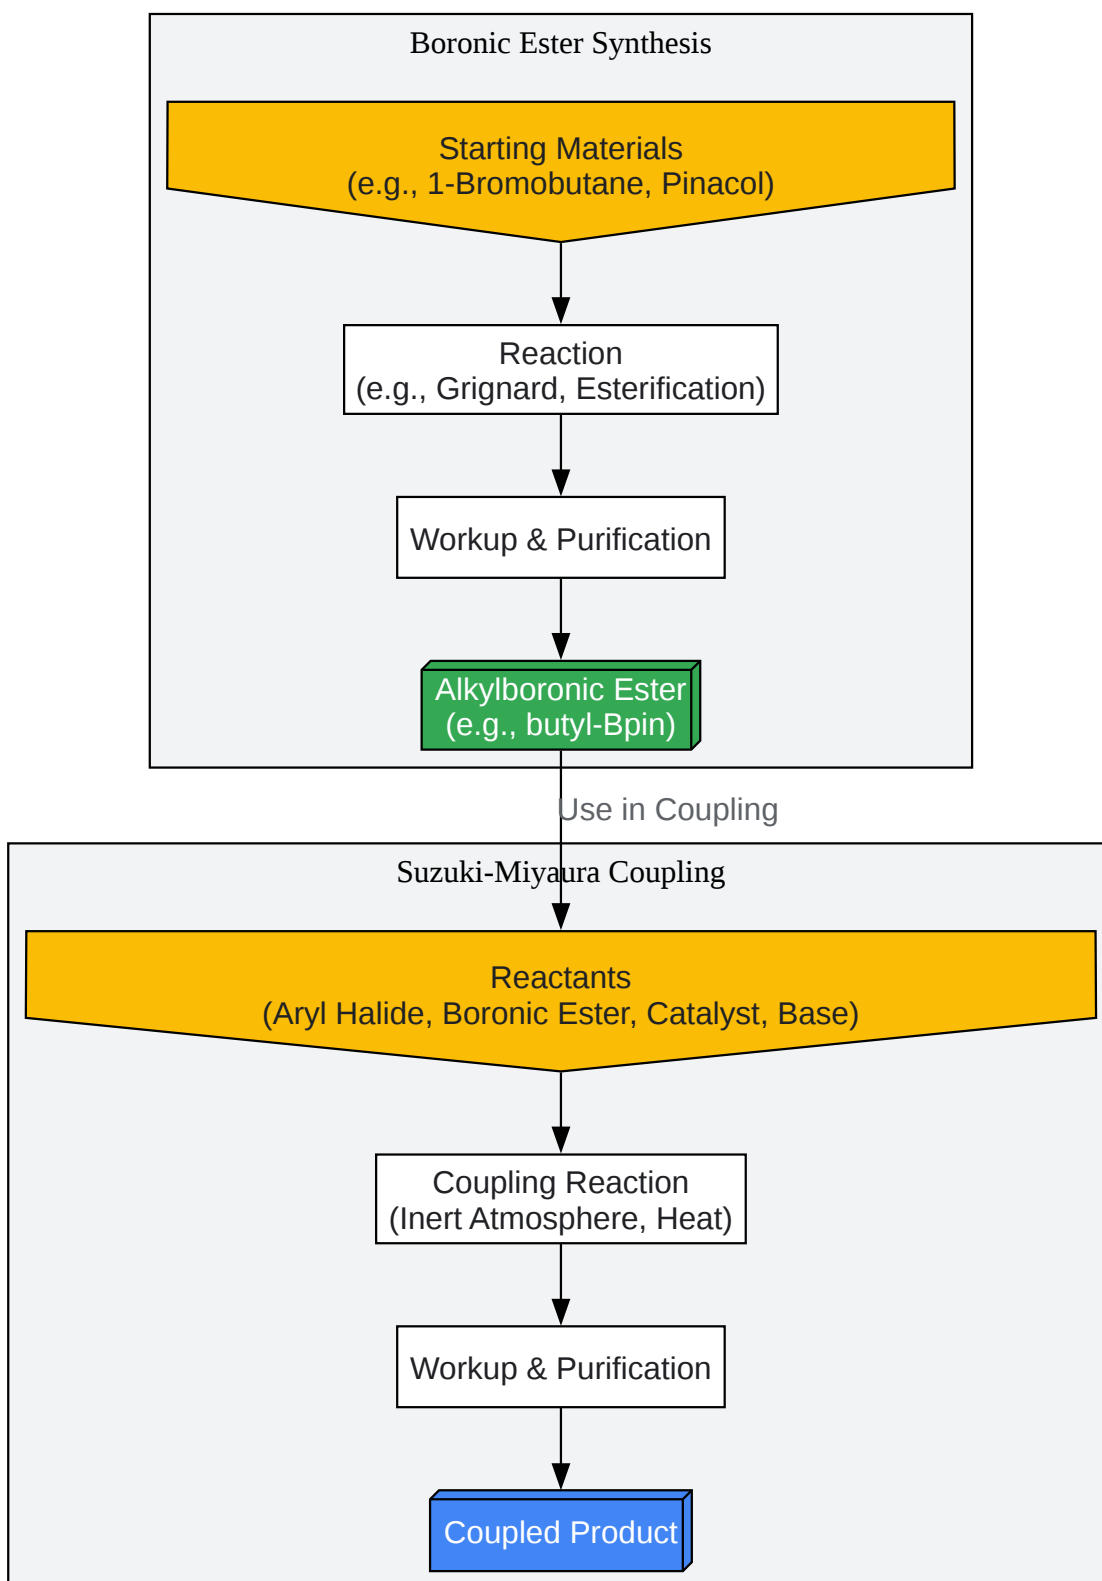 Boronic Ester Synthesis
Starting Materials
(e.g., 1-Bromobutane, Pinacol)
Reaction
(e.g., Grignard, Esterification)
Workup & Purification
Alkylboronic Ester
(e.g., butyl-Bpin)
Use in Coupling
Suzuki-Miyaura Coupling
Reactants
(Aryl Halide, Boronic Ester, Catalyst, Base)
Coupling Reaction
(Inert Atmosphere, Heat)
Workup & Purification
Coupled Product